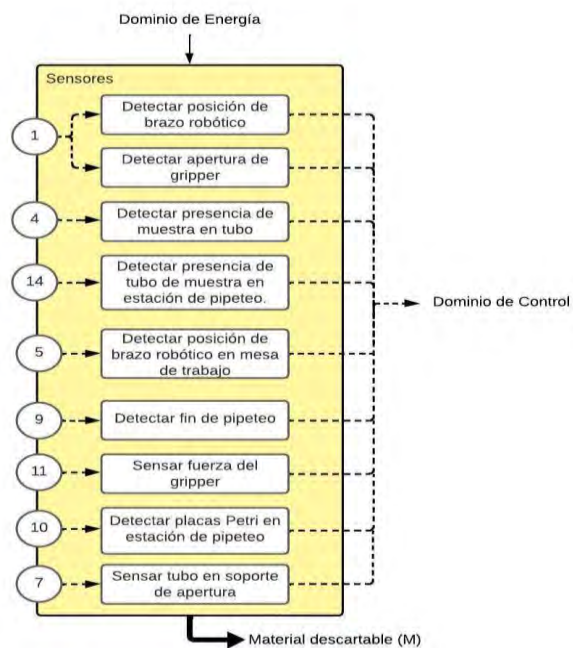 Dominio de Energía
Sensores
1
Detectar posición de
brazo robótico
Detectar apertura de
gripper
4
Detectar presencia de
muestra en tubo
14
Detectar presencia de
tubo de muestra en
estación de pipeteo.
Dominio de Control
5
Detectar posición de
brazo robótico en mesa
de trabajo
9
Detectar fin de pipeteo
11
Sensar fuerza del
gripper
10
Detectar placas Petri en
estación de pipeteo
7
Sensar tubo en soporte
de apertura
Material descartable (M)